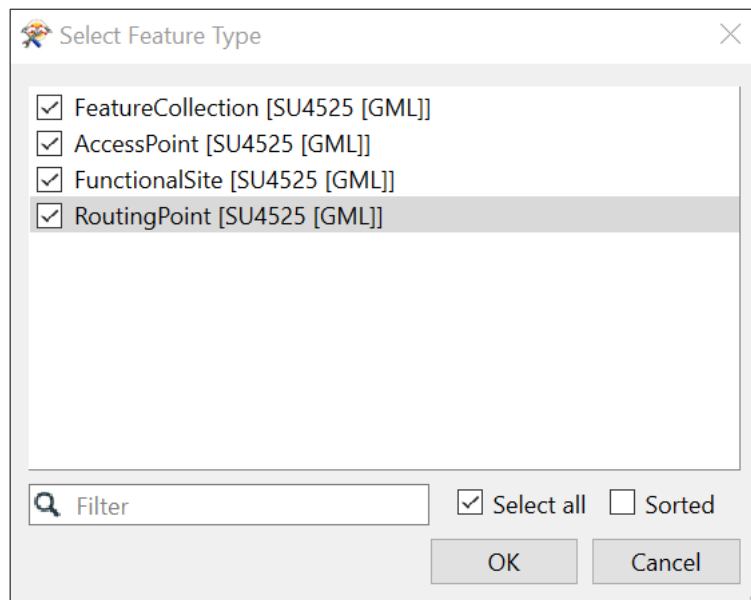 Select Feature Type
FeatureCollection [SU4525 [GML]]
AccessPoint [SU4525 [GML]]
FunctionalSite [SU4525 [GML]]
RoutingPoint [SU4525 [GML]]
Filter
Select all
Sorted
OK
Cancel